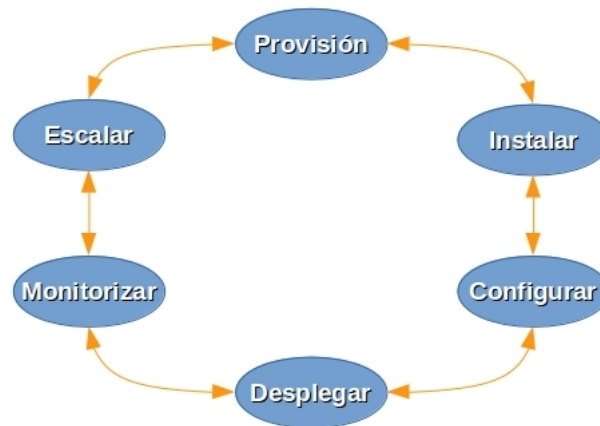 Provisión
Escalar
Instalar
Monitorizar
Configurar
Desplegar